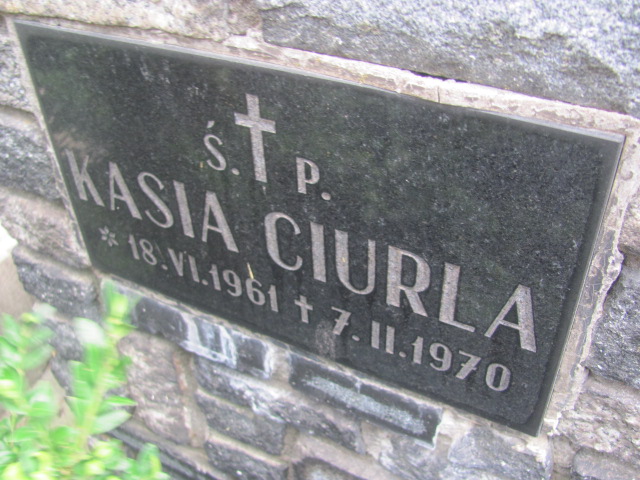 Ś. P.
KASIA CIURLA
* 18.VI.1961 † 7.II.1970